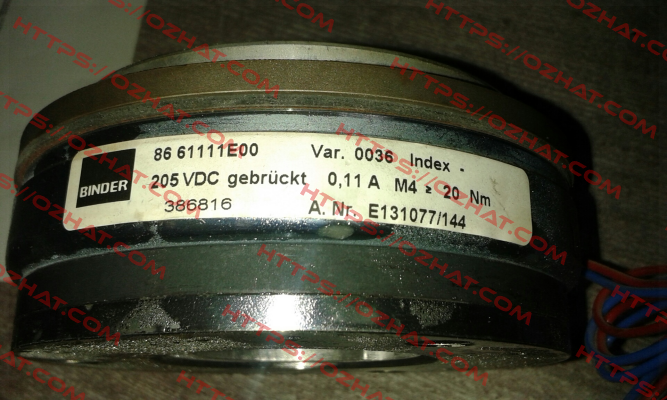 86 61111E00 Var. 0036 Index -
BINDER 205 VDC gebrückt 0,11 A M4 ≥ 20 Nm
386816 A. Nr. E131077/144
HTTPS://OZHAT.COM